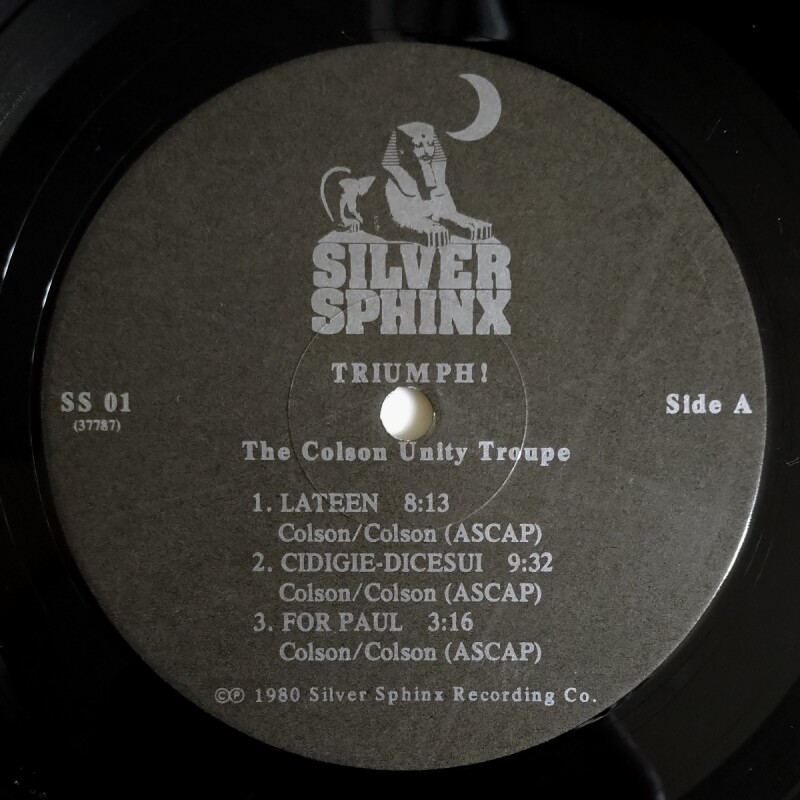 SILVER
SPHINX
TRIUMPH!
SS 01
(37787)
Side A
The Colson Unity Troupe
1. LATEEN 8:13
Colson/Colson (ASCAP)
2. CIDIGIE-DICESUI 9:32
Colson/Colson (ASCAP)
3. FOR PAUL 3:16
Colson/Colson (ASCAP)
©℗ 1980 Silver Sphinx Recording Co.